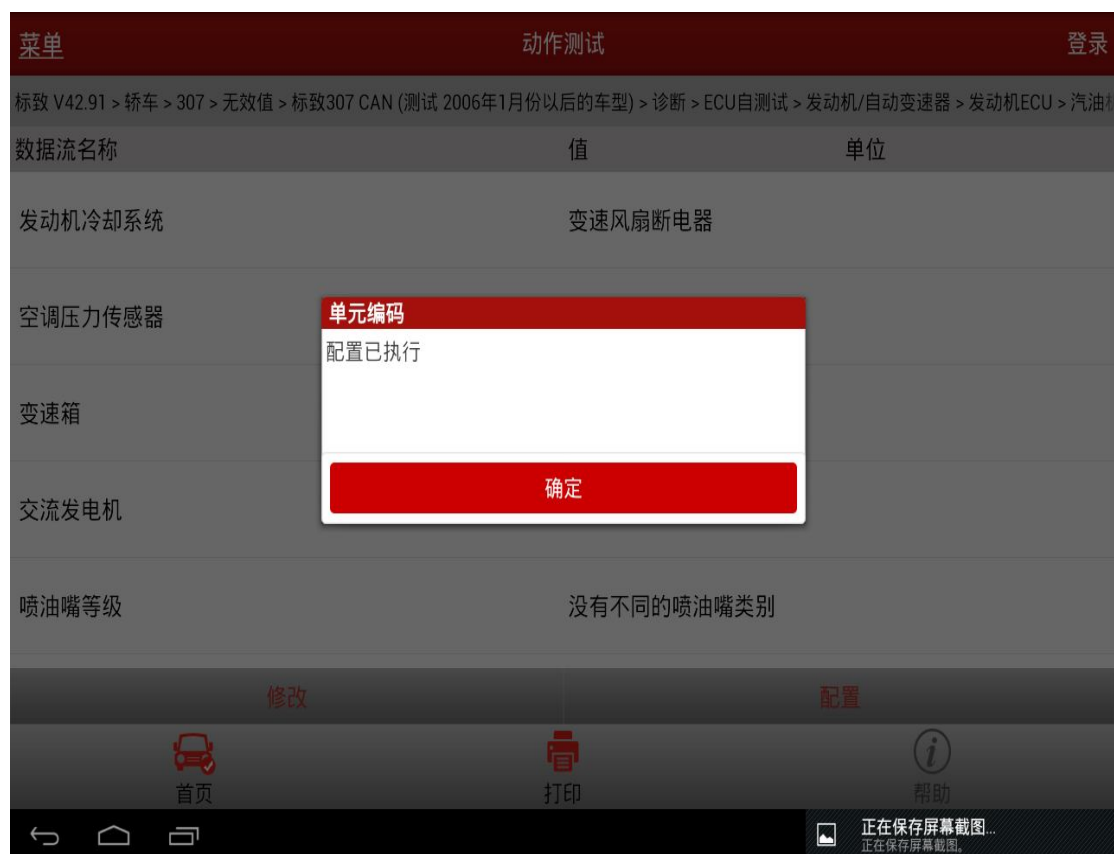 菜单 动作测试 登录
标致 V42.91 > 轿车 > 307 > 无效值 > 标致307 CAN (测试 2006年1月份以后的车型) > 诊断 > ECU自测试 > 发动机/自动变速器 > 发动机ECU > 汽油
数据流名称 值 单位
发动机冷却系统 变速风扇断电器
空调压力传感器
单元编码
配置已执行
变速箱
确定
交流发电机
喷油嘴等级 没有不同的喷油嘴类别
修改 配置
首页 打印 帮助
正在保存屏幕截图...
正在保存屏幕截图。